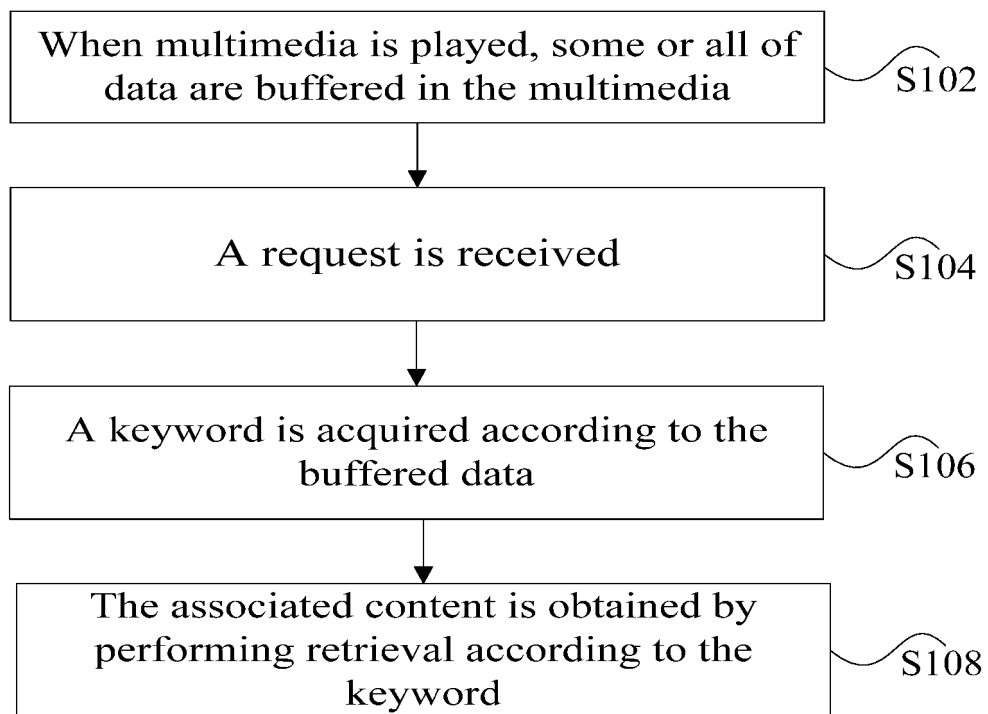 When multimedia is played, some or all of
data are buffered in the multimedia
S102
A request is received
S104
A keyword is acquired according to the
buffered data
S106
The associated content is obtained by
performing retrieval according to the
keyword
S108